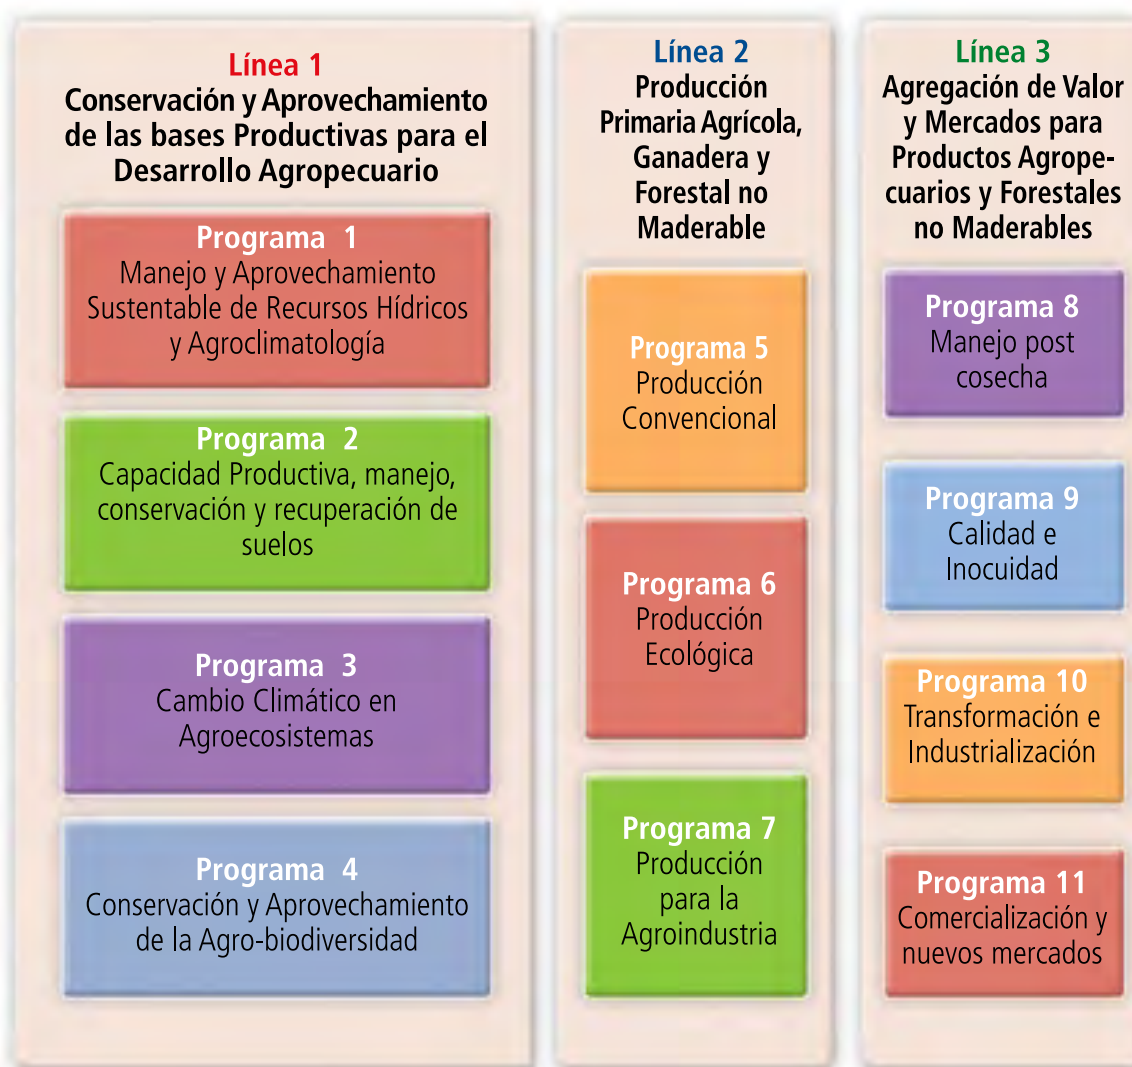 Línea 1
Conservación y Aprovechamiento
de las bases Productivas para el
Desarrollo Agropecuario
Programa 1
Manejo y Aprovechamiento
Sustentable de Recursos Hídricos
y Agroclimatología
Programa 2
Capacidad Productiva, manejo,
conservación y recuperación de
suelos
Programa 3
Cambio Climático en
Agroecosistemas
Programa 4
Conservación y Aprovechamiento
de la Agro-biodiversidad
Línea 2
Producción
Primaria Agrícola,
Ganadera y
Forestal no
Maderable
Programa 5
Producción
Convencional
Programa 6
Producción
Ecológica
Programa 7
Producción
para la
Agroindustria
Línea 3
Agregación de Valor
y Mercados para
Productos Agrope-
cuarios y Forestales
no Maderables
Programa 8
Manejo post
cosecha
Programa 9
Calidad e
Inocuidad
Programa 10
Transformación e
Industrialización
Programa 11
Comercialización y
nuevos mercados